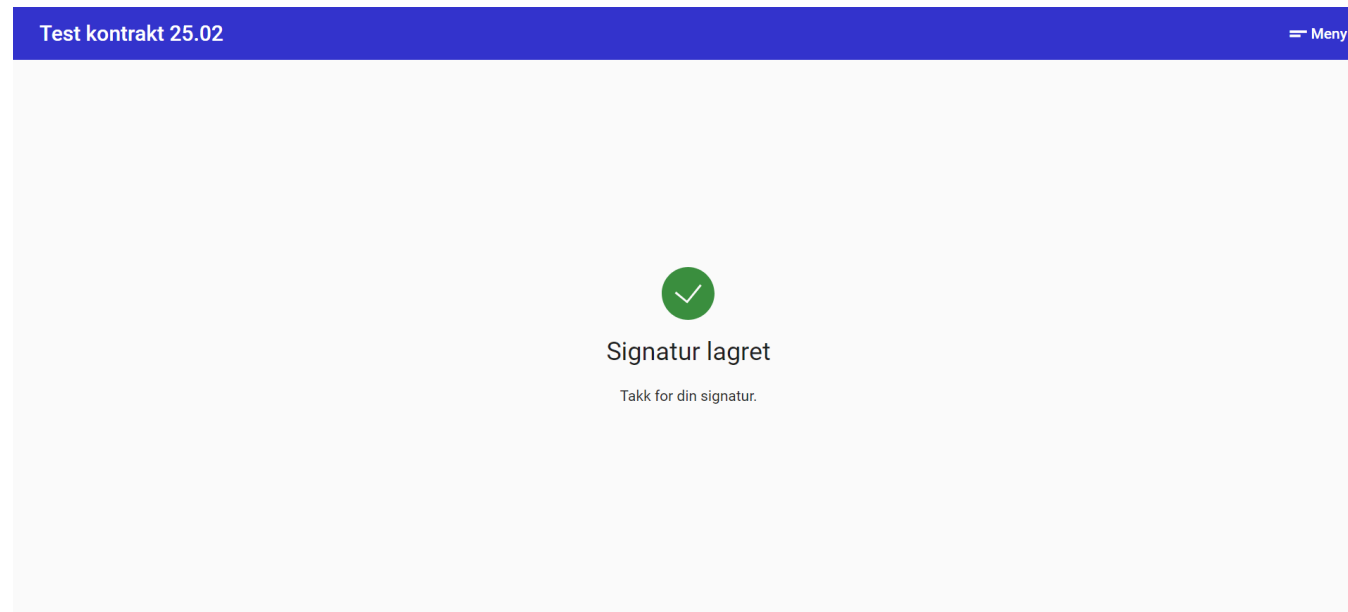 Test kontrakt 25.02
Meny
Signatur lagret
Takk for din signatur.